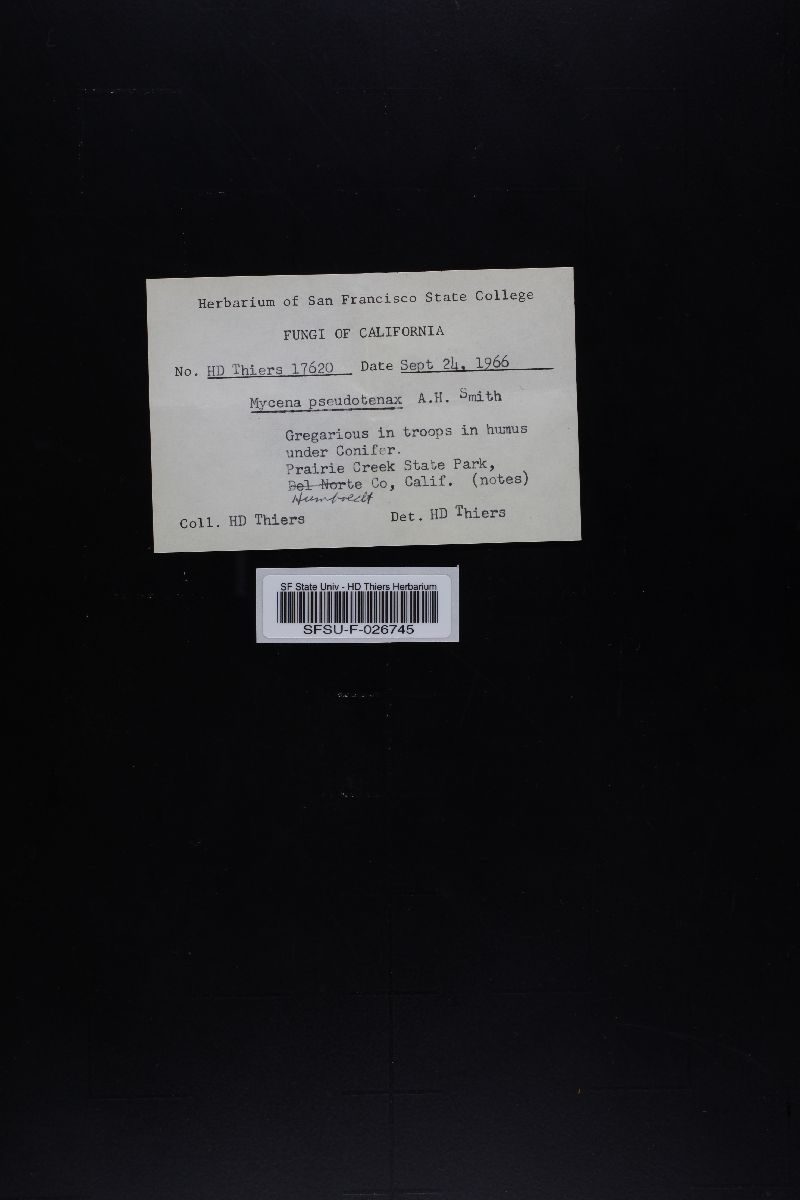 Herbarium of San Francisco State College
FUNGI OF CALIFORNIA
No. HD Thiers 17620 Date Sept 24, 1966
Mycena pseudotenax A.H. Smith
Gregarious in troops in humus
under Conifer.
Prairie Creek State Park,
Del Norte Co, Calif. (notes)
Humboldt
Coll. HD Thiers Det. HD Thiers
SF State Univ - HD Thiers Herbarium
SFSU-F-026745